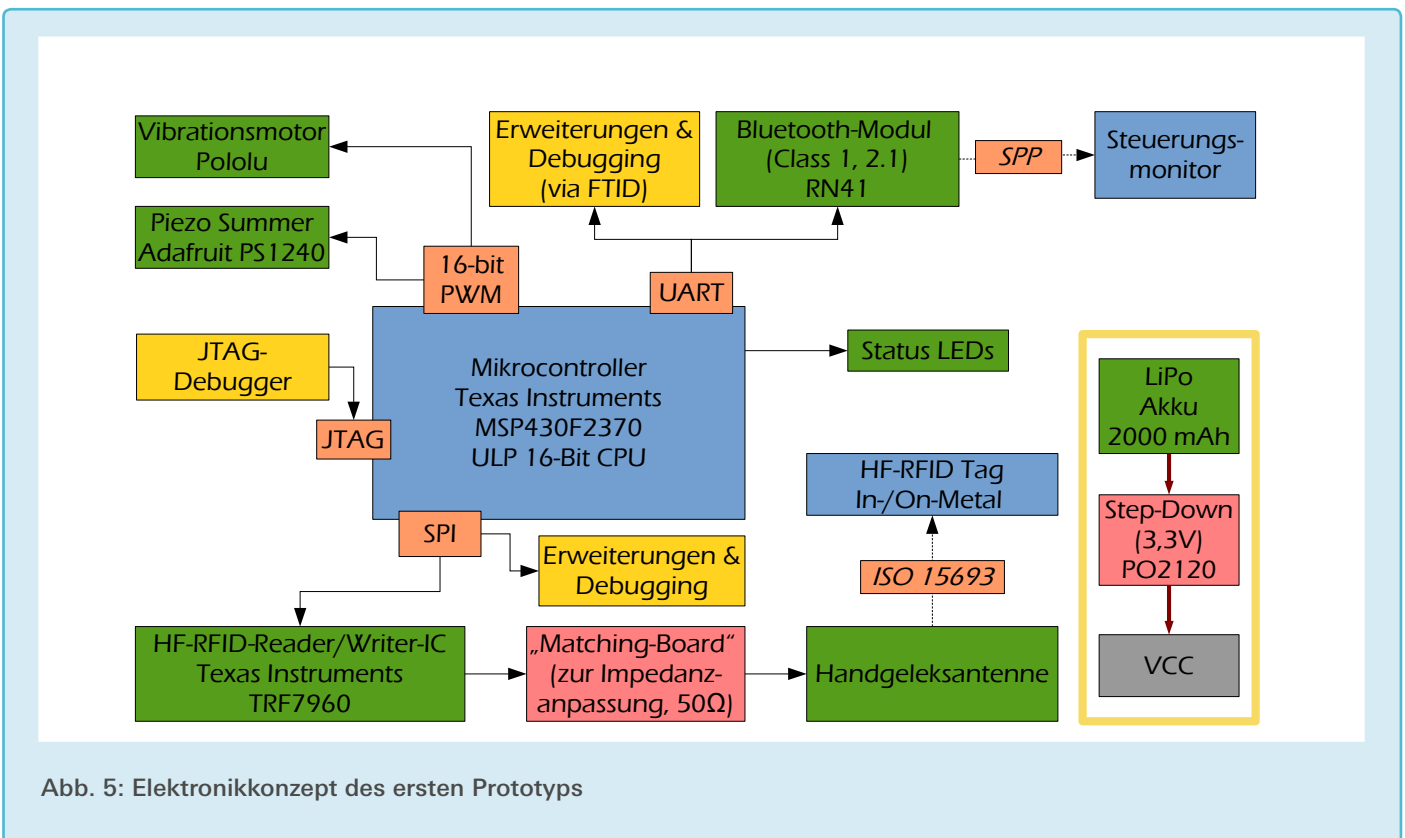 Vibrationsmotor
Pololu
Erweiterungen &
Debugging
(via FTID)
Bluetooth-Modul
(Class 1, 2.1)
RN41
SPP
Steuerungs-
monitor
Piezo Summer
Adafruit PS1240
16-bit
PWM
UART
JTAG-
Debugger
JTAG
Mikrocontroller
Texas Instruments
MSP430F2370
ULP 16-Bit CPU
Status LEDs
LiPo
Akku
2000 mAh
Step-Down
(3,3V)
PO2120
VCC
SPI
Erweiterungen &
Debugging
HF-RFID Tag
In-/On-Metal
ISO 15693
HF-RFID-Reader/Writer-IC
Texas Instruments
TRF7960
„Matching-Board“
(zur Impedanz-
anpassung, 50Ω)
Handgeleksantenne
Abb. 5: Elektronikkonzept des ersten Prototyps